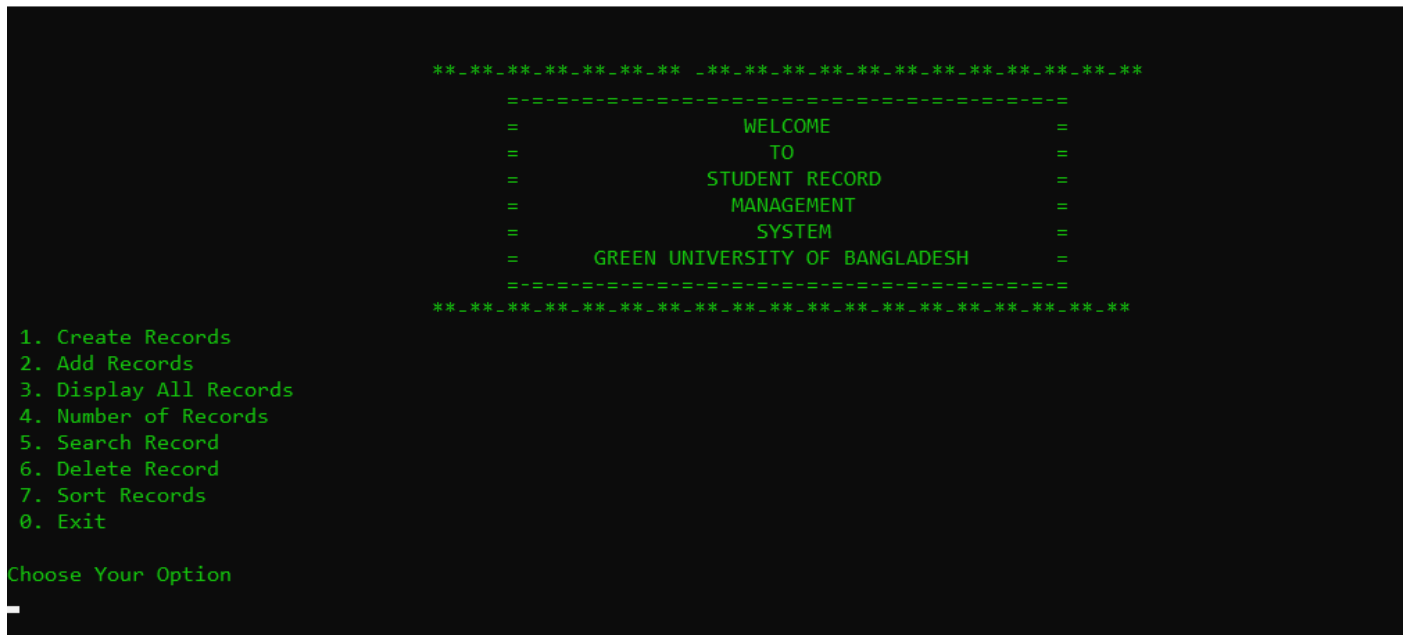 **_**_**_**_**_**_** _**_**_**_**_**_**_**_**_**_**_**_**
=-=-=-=-=-=-=-=-=-=-=-=-=-=-=-=-=-=-=-=-=-=-=
= WELCOME =
= TO =
= STUDENT RECORD =
= MANAGEMENT =
= SYSTEM =
= GREEN UNIVERSITY OF BANGLADESH =
=-=-=-=-=-=-=-=-=-=-=-=-=-=-=-=-=-=-=-=-=-=-=
**_**_**_**_**_**_**_**_**_**_**_**_**_**_**_**_**_**_**
1. Create Records
2. Add Records
3. Display All Records
4. Number of Records
5. Search Record
6. Delete Record
7. Sort Records
0. Exit
Choose Your Option